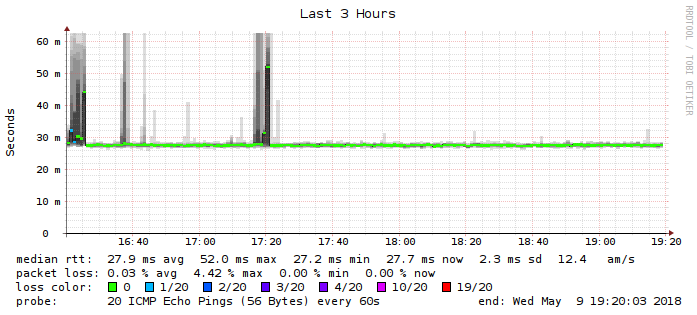 Last 3 Hours
RRDTOOL / TOBI OETIKER
Seconds
60 m
50 m
40 m
30 m
20 m
10 m
0
16:40 17:00 17:20 17:40 18:00 18:20 18:40 19:00 19:20
median rtt: 27.9 ms avg 52.0 ms max 27.2 ms min 27.7 ms now 2.3 ms sd 12.4 am/s
packet loss: 0.03 % avg 4.42 % max 0.00 % min 0.00 % now
loss color: 0 1/20 2/20 3/20 4/20 10/20 19/20
probe: 20 ICMP Echo Pings (56 Bytes) every 60s end: Wed May 9 19:20:03 2018